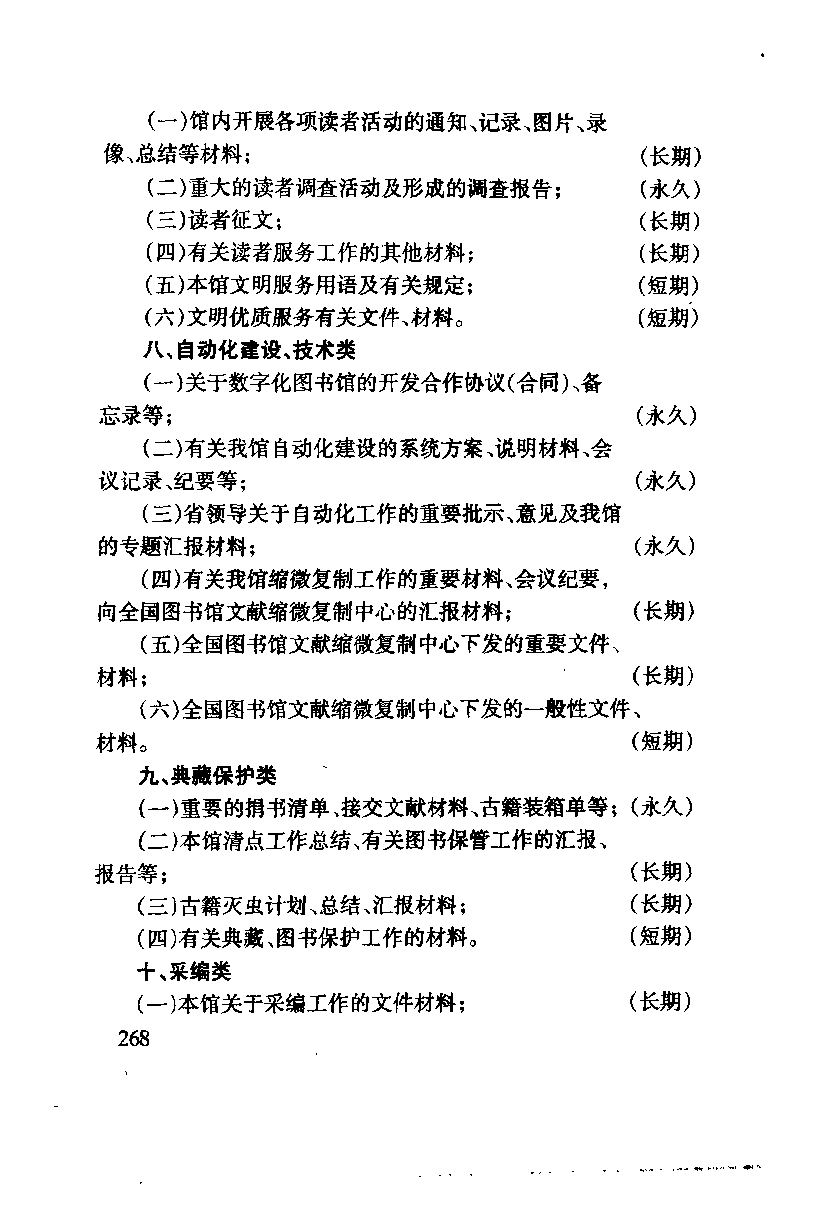 (一)馆内开展各项读者活动的通知、记录、图片、录
像、总结等材料; (长期)
(二)重大的读者调查活动及形成的调查报告; (永久)
(三)读者征文; (长期)
(四)有关读者服务工作的其他材料; (长期)
(五)本馆文明服务用语及有关规定; (短期)
(六)文明优质服务有关文件、材料。 (短期)
八、自动化建设、技术类
(一)关于数字化图书馆的开发合作协议(合同)、备
忘录等; (永久)
(二)有关我馆自动化建设的系统方案、说明材料、会
议记录、纪要等; (永久)
(三)省领导关于自动化工作的重要批示、意见及我馆
的专题汇报材料; (永久)
(四)有关我馆缩微复制工作的重要材料、会议纪要,
向全国图书馆文献缩微复制中心的汇报材料; (长期)
(五)全国图书馆文献缩微复制中心下发的重要文件、
材料; (长期)
(六)全国图书馆文献缩微复制中心下发的一般性文件、
材料。 (短期)
九、典藏保护类
(一)重要的捐书清单、接交文献材料、古籍装箱单等; (永久)
(二)本馆清点工作总结、有关图书保管工作的汇报、
报告等; (长期)
(三)古籍灭虫计划、总结、汇报材料; (长期)
(四)有关典藏、图书保护工作的材料。 (短期)
十、采编类
(一)本馆关于采编工作的文件材料; (长期)
268